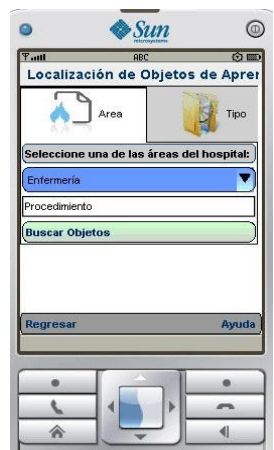 Sun
microsystems
ABC
Localización de Objetos de Aprer
Area
Tipo
Seleccione una de las áreas del hospital:
Enfermería
Procedimiento
Buscar Objetos
Regresar
Ayuda